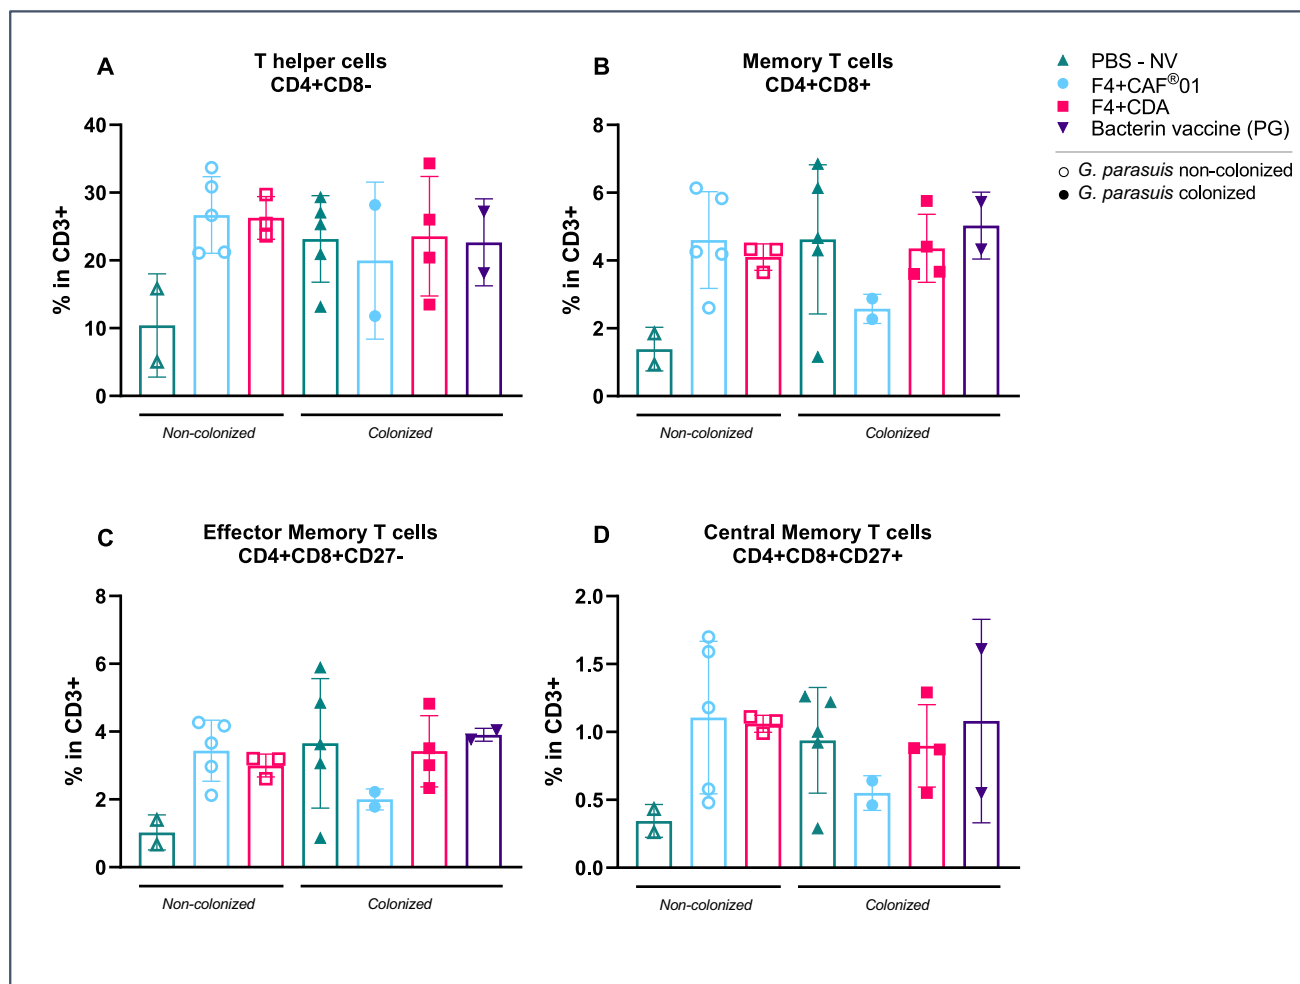 A
T helper cells
CD4+CD8-
% in CD3+
40
30
20
10
0
Non-colonized
Colonized
B
Memory T cells
CD4+CD8+
% in CD3+
8
6
4
2
0
Non-colonized
Colonized
PBS - NV
F4+CAF®01
F4+CDA
Bacterin vaccine (PG)
G. parasuis non-colonized
G. parasuis colonized
C
Effector Memory T cells
CD4+CD8+CD27-
% in CD3+
8
6
4
2
0
Non-colonized
Colonized
D
Central Memory T cells
CD4+CD8+CD27+
% in CD3+
2.0
1.5
1.0
0.5
0.0
Non-colonized
Colonized